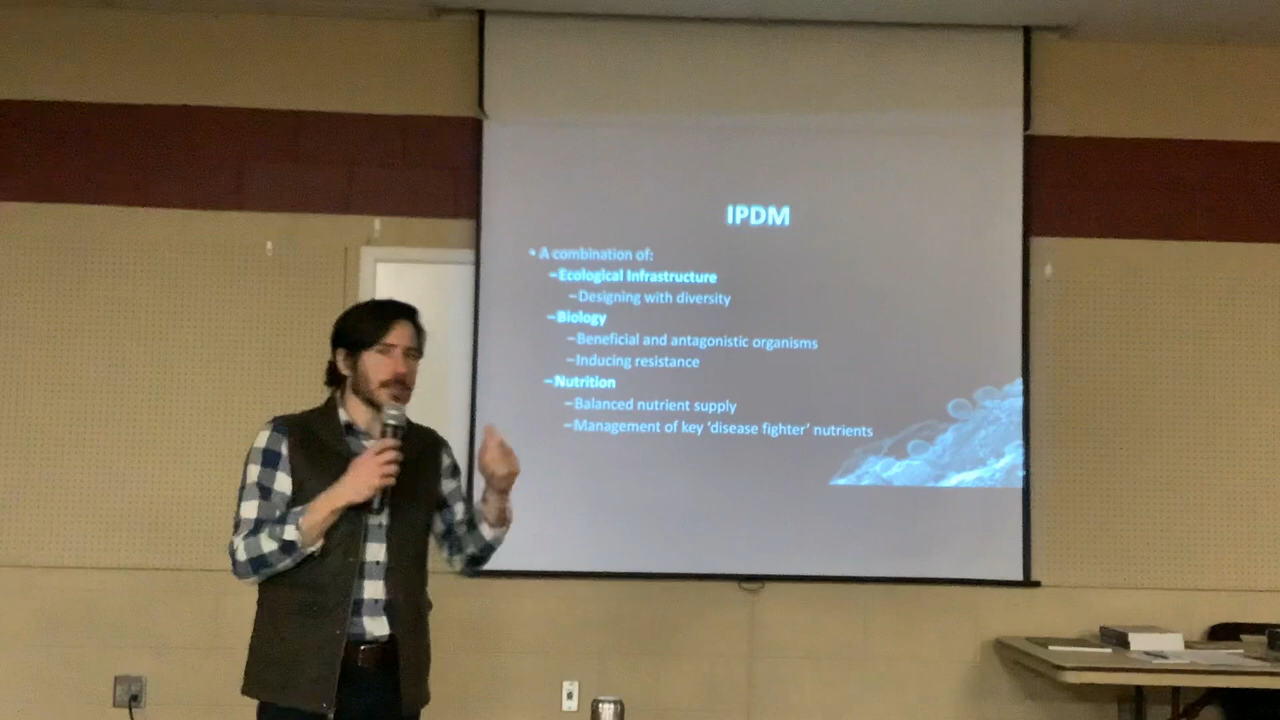 IPDM
• A combination of:
–Ecological Infrastructure
–Designing with diversity
–Biology
–Beneficial and antagonistic organisms
–Inducing resistance
–Nutrition
–Balanced nutrient supply
–Management of key 'disease fighter' nutrients